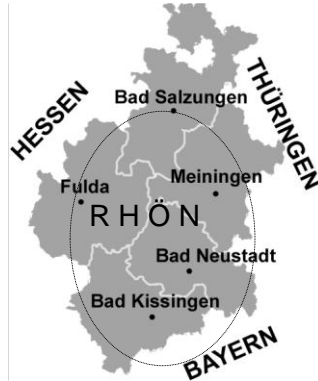 HESSEN
THÜRINGEN
Bad Salzungen
Fulda
Meiningen
RHÖN
Bad Neustadt
Bad Kissingen
BAYERN